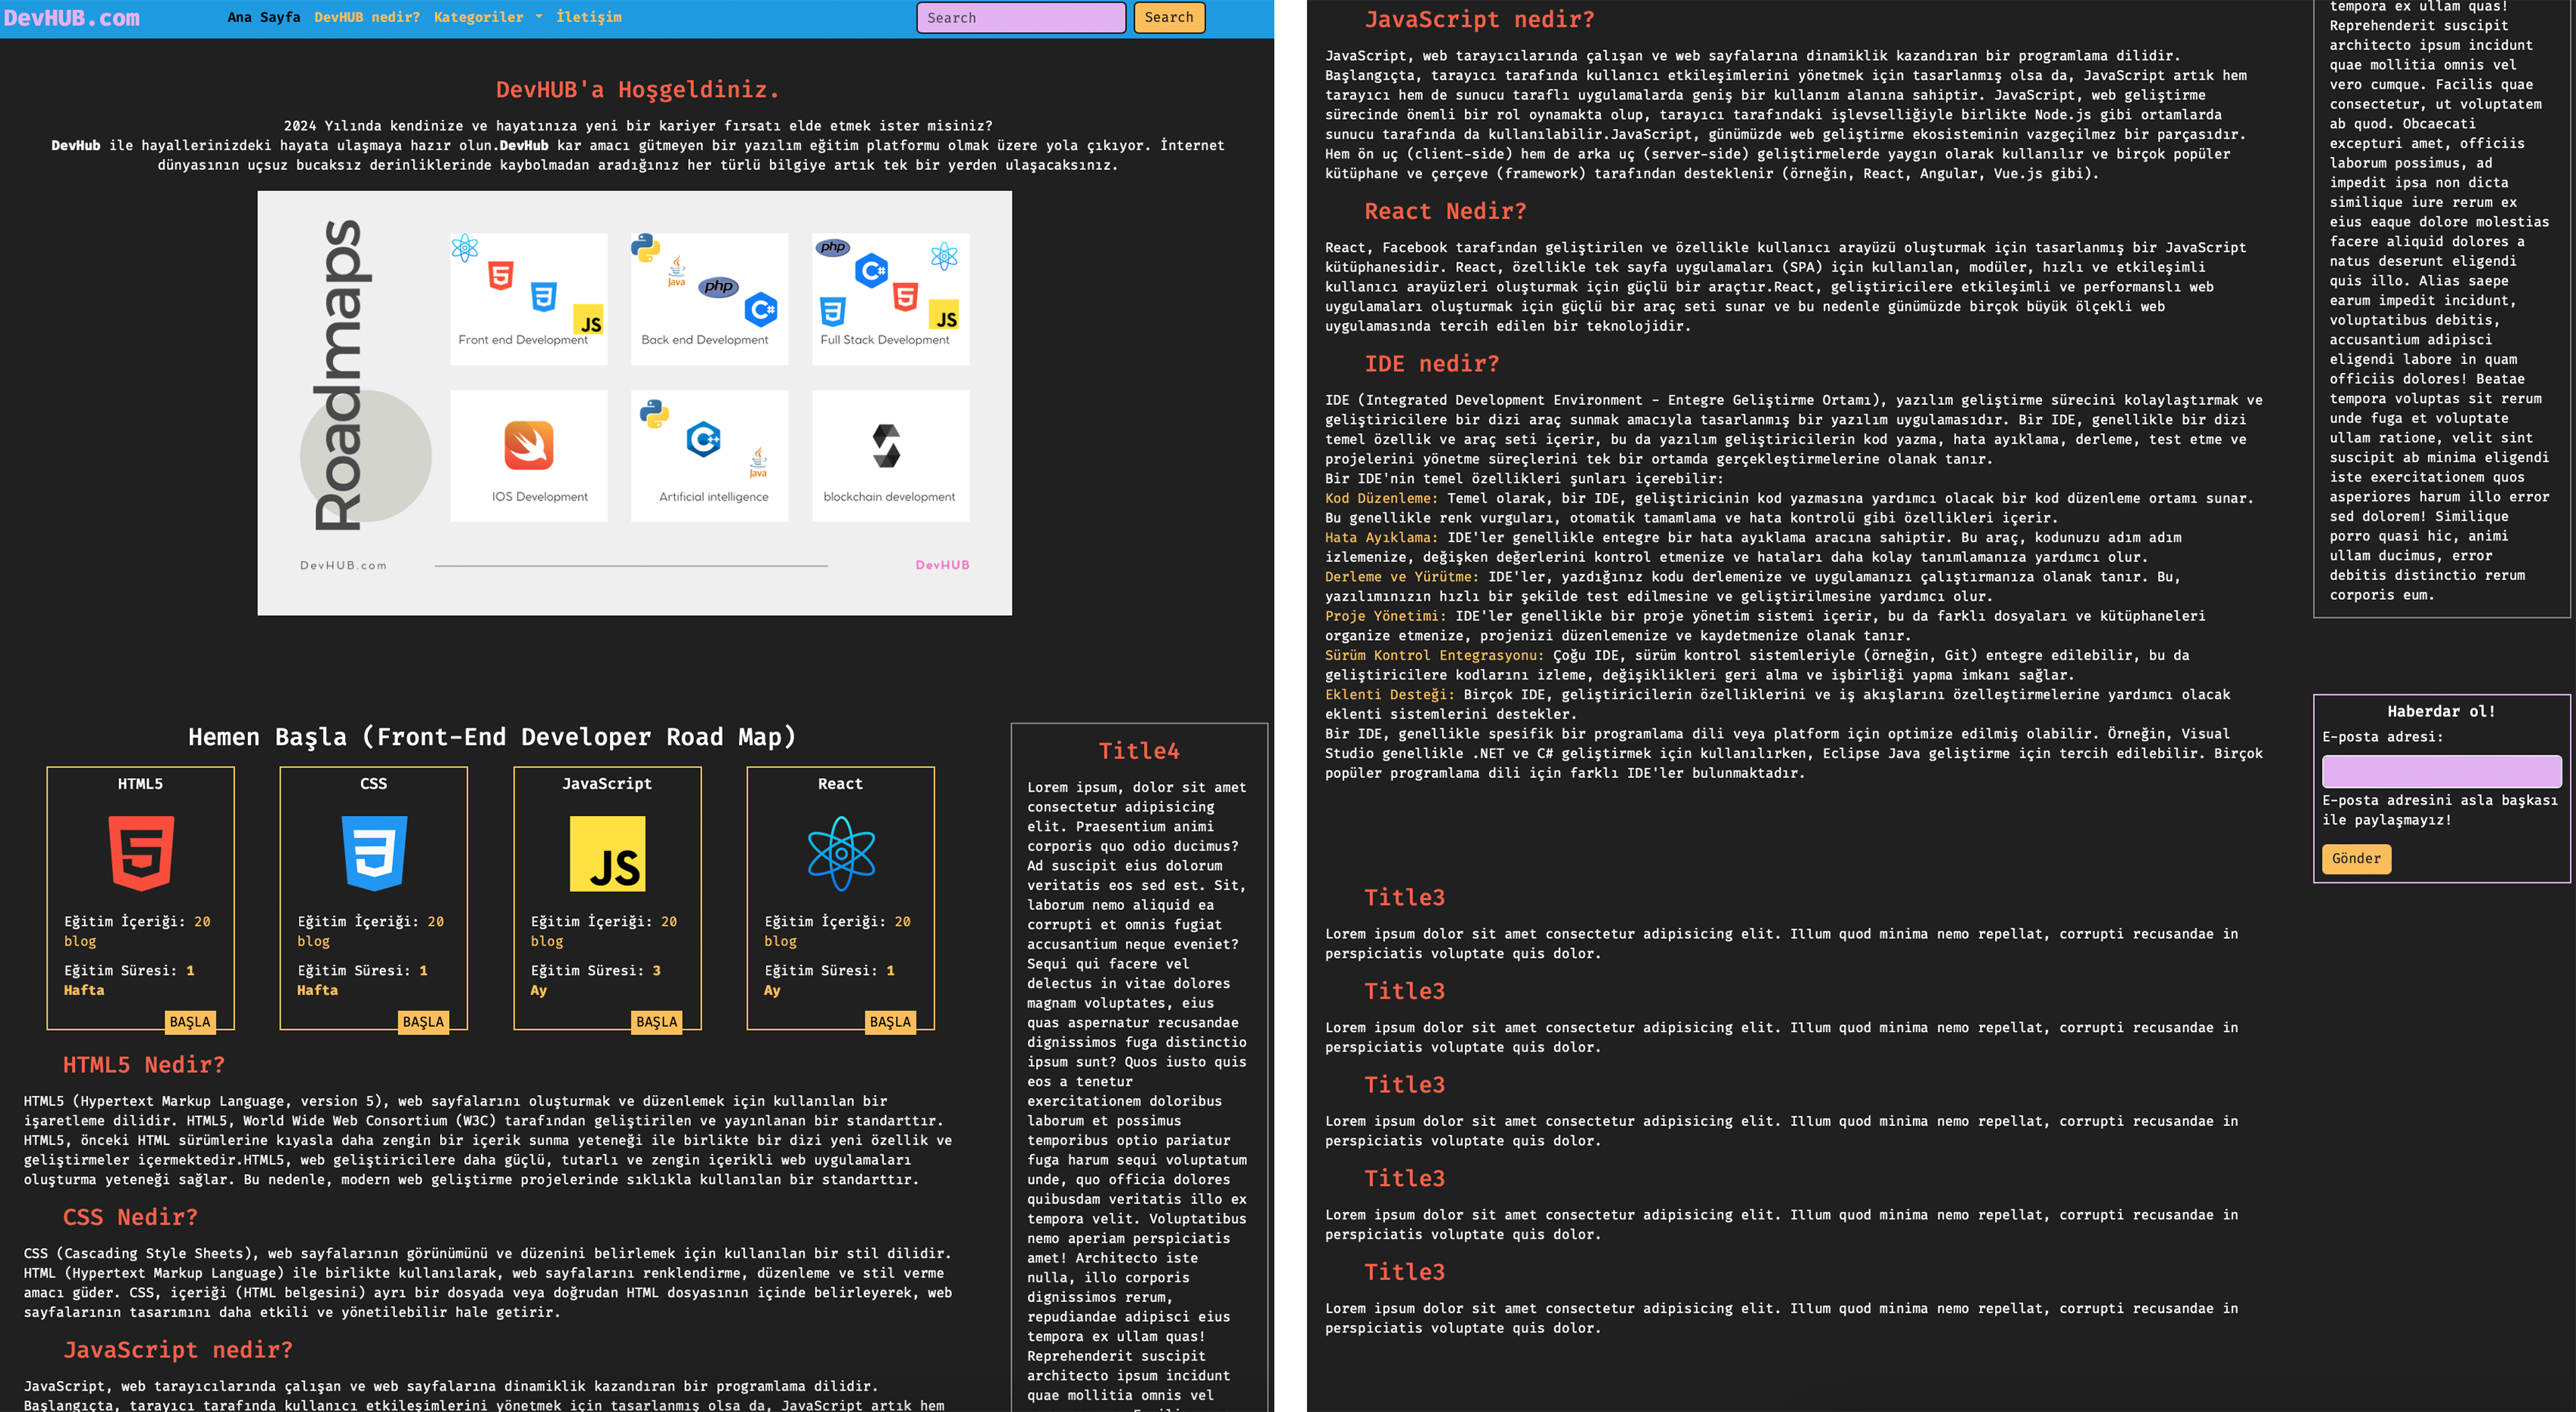 DevHUB.com
Ana Sayfa DevHUB nedir? Kategoriler İletişim
Search Search
DevHUB'a Hoşgeldiniz.
2024 Yılında kendinize ve hayatınıza yeni bir kariyer fırsatı elde etmek ister misiniz?
DevHub ile hayallerinizdeki hayata ulaşmaya hazır olun.DevHub kar amacı gütmeyen bir yazılım eğitim platformu olmak üzere yola çıkıyor. İnternet
dünyasının uçsuz bucaksız derinliklerinde kaybolmadan aradığınız her türlü bilgiye artık tek bir yerden ulaşacaksınız.
Roadmaps
5 3 JS
Front end Development
Java php C#
Back end Development
php C# 3 5 JS
Full Stack Development
IOS Development
C++ Java
Artificial intelligence
blockchain development
DevHUB.com
DevHUB
Hemen Başla (Front-End Developer Road Map)
HTML5
5
Eğitim İçeriği: 20
blog
Eğitim Süresi: 1
Hafta
BAŞLA
CSS
3
Eğitim İçeriği: 20
blog
Eğitim Süresi: 1
Hafta
BAŞLA
JavaScript
JS
Eğitim İçeriği: 20
blog
Eğitim Süresi: 3
Ay
BAŞLA
React
Eğitim İçeriği: 20
blog
Eğitim Süresi: 1
Ay
BAŞLA
HTML5 Nedir?
HTML5 (Hypertext Markup Language, version 5), web sayfalarını oluşturmak ve düzenlemek için kullanılan bir
işaretleme dilidir. HTML5, World Wide Web Consortium (W3C) tarafından geliştirilen ve yayınlanan bir standarttır.
HTML5, önceki HTML sürümlerine kıyasla daha zengin bir içerik sunma yeteneği ile birlikte bir dizi yeni özellik ve
geliştirmeler içermektedir.HTML5, web geliştiricilere daha güçlü, tutarlı ve zengin içerikli web uygulamaları
oluşturma yeteneği sağlar. Bu nedenle, modern web geliştirme projelerinde sıklıkla kullanılan bir standarttır.
CSS Nedir?
CSS (Cascading Style Sheets), web sayfalarının görünümünü ve düzenini belirlemek için kullanılan bir stil dilidir.
HTML (Hypertext Markup Language) ile birlikte kullanılarak, web sayfalarını renklendirme, düzenleme ve stil verme
amacı güder. CSS, içeriği (HTML belgesini) ayrı bir dosyada veya doğrudan HTML dosyasının içinde belirleyerek, web
sayfalarının tasarımını daha etkili ve yönetilebilir hale getirir.
JavaScript nedir?
JavaScript, web tarayıcılarında çalışan ve web sayfalarına dinamiklik kazandıran bir programlama dilidir.
Başlangıçta, tarayıcı tarafında kullanıcı etkileşimlerini yönetmek için tasarlanmış olsa da, JavaScript artık hem
Title4
Lorem ipsum, dolor sit amet
consectetur adipisicing
elit. Praesentium animi
corporis quo odio ducimus?
Ad suscipit eius dolorum
veritatis eos sed est. Sit,
laborum nemo aliquid ea
corrupti et omnis fugiat
accusantium neque eveniet?
Sequi qui facere vel
delectus in vitae dolores
magnam voluptates, eius
quas aspernatur recusandae
dignissimos fuga distinctio
ipsum sunt? Quos iusto quis
eos a tenetur
exercitationem doloribus
laborum et possimus
temporibus optio pariatur
fuga harum sequi voluptatum
unde, quo officia dolores
quibusdam veritatis illo ex
tempora velit. Voluptatibus
nemo aperiam perspiciatis
amet! Architecto iste
nulla, illo corporis
dignissimos rerum,
repudiandae adipisci eius
tempora ex ullam quas!
Reprehenderit suscipit
architecto ipsum incidunt
quae mollitia omnis vel
JavaScript nedir?
JavaScript, web tarayıcılarında çalışan ve web sayfalarına dinamiklik kazandıran bir programlama dilidir.
Başlangıçta, tarayıcı tarafında kullanıcı etkileşimlerini yönetmek için tasarlanmış olsa da, JavaScript artık hem
tarayıcı hem de sunucu taraflı uygulamalarda geniş bir kullanım alanına sahiptir. JavaScript, web geliştirme
sürecinde önemli bir rol oynamakta olup, tarayıcı tarafındaki işlevselliğiyle birlikte Node.js gibi ortamlarda
sunucu tarafında da kullanılabilir.JavaScript, günümüzde web geliştirme ekosisteminin vazgeçilmez bir parçasıdır.
Hem ön uç (client-side) hem de arka uç (server-side) geliştirmelerde yaygın olarak kullanılır ve birçok popüler
kütüphane ve çerçeve (framework) tarafından desteklenir (örneğin, React, Angular, Vue.js gibi).
React Nedir?
React, Facebook tarafından geliştirilen ve özellikle kullanıcı arayüzü oluşturmak için tasarlanmış bir JavaScript
kütüphanesidir. React, özellikle tek sayfa uygulamaları (SPA) için kullanılan, modüler, hızlı ve etkileşimli
kullanıcı arayüzleri oluşturmak için güçlü bir araçtır.React, geliştiricilere etkileşimli ve performanslı web
uygulamaları oluşturmak için güçlü bir araç seti sunar ve bu nedenle günümüzde birçok büyük ölçekli web
uygulamasında tercih edilen bir teknolojidir.
IDE nedir?
IDE (Integrated Development Environment - Entegre Geliştirme Ortamı), yazılım geliştirme sürecini kolaylaştırmak ve
geliştiricilere bir dizi araç sunmak amacıyla tasarlanmış bir yazılım uygulamasıdır. Bir IDE, genellikle bir dizi
temel özellik ve araç seti içerir, bu da yazılım geliştiricilerin kod yazma, hata ayıklama, derleme, test etme ve
projelerini yönetme süreçlerini tek bir ortamda gerçekleştirmelerine olanak tanır.
Bir IDE'nin temel özellikleri şunları içerebilir:
Kod Düzenleme: Temel olarak, bir IDE, geliştiricinin kod yazmasına yardımcı olacak bir kod düzenleme ortamı sunar.
Bu genellikle renk vurguları, otomatik tamamlama ve hata kontrolü gibi özellikleri içerir.
Hata Ayıklama: IDE'ler genellikle entegre bir hata ayıklama aracına sahiptir. Bu araç, kodunuzu adım adım
izlemenize, değişken değerlerini kontrol etmenize ve hataları daha kolay tanımlamanıza yardımcı olur.
Derleme ve Yürütme: IDE'ler, yazdığınız kodu derlemenize ve uygulamanızı çalıştırmanıza olanak tanır. Bu,
yazılımınızın hızlı bir şekilde test edilmesine ve geliştirilmesine yardımcı olur.
Proje Yönetimi: IDE'ler genellikle bir proje yönetim sistemi içerir, bu da farklı dosyaları ve kütüphaneleri
organize etmenize, projenizi düzenlemenize ve kaydetmenize olanak tanır.
Sürüm Kontrol Entegrasyonu: Çoğu IDE, sürüm kontrol sistemleriyle (örneğin, Git) entegre edilebilir, bu da
geliştiricilere kodlarını izleme, değişiklikleri geri alma ve işbirliği yapma imkanı sağlar.
Eklenti Desteği: Birçok IDE, geliştiricilerin özelliklerini ve iş akışlarını özelleştirmelerine yardımcı olacak
eklenti sistemlerini destekler.
Bir IDE, genellikle spesifik bir programlama dili veya platform için optimize edilmiş olabilir. Örneğin, Visual
Studio genellikle .NET ve C# geliştirmek için kullanılırken, Eclipse Java geliştirme için tercih edilebilir. Birçok
popüler programlama dili için farklı IDE'ler bulunmaktadır.
Title3
Lorem ipsum dolor sit amet consectetur adipisicing elit. Illum quod minima nemo repellat, corrupti recusandae in
perspiciatis voluptate quis dolor.
Title3
Lorem ipsum dolor sit amet consectetur adipisicing elit. Illum quod minima nemo repellat, corrupti recusandae in
perspiciatis voluptate quis dolor.
Title3
Lorem ipsum dolor sit amet consectetur adipisicing elit. Illum quod minima nemo repellat, corrupti recusandae in
perspiciatis voluptate quis dolor.
Title3
Lorem ipsum dolor sit amet consectetur adipisicing elit. Illum quod minima nemo repellat, corrupti recusandae in
perspiciatis voluptate quis dolor.
Title3
Lorem ipsum dolor sit amet consectetur adipisicing elit. Illum quod minima nemo repellat, corrupti recusandae in
perspiciatis voluptate quis dolor.
tempora ex ullam quas!
Reprehenderit suscipit
architecto ipsum incidunt
quae mollitia omnis vel
vero cumque. Facilis quae
consectetur, ut voluptatem
ab quod. Obcaecati
excepturi amet, officiis
laborum possimus, ad
impedit ipsa non dicta
similique iure rerum ex
eius eaque dolore molestias
facere aliquid dolores a
natus deserunt eligendi
quis illo. Alias saepe
earum impedit incidunt,
voluptatibus debitis,
accusantium adipisci
eligendi labore in quam
officiis dolores! Beatae
tempora voluptas sit rerum
unde fuga et voluptate
ullam ratione, velit sint
suscipit ab minima eligendi
iste exercitationem quos
asperiores harum illo error
sed dolorem! Similique
porro quasi hic, animi
ullam ducimus, error
debitis distinctio rerum
corporis eum.
Haberdar ol!
E-posta adresi:
E-posta adresini asla başkası
ile paylaşmayız!
Gönder